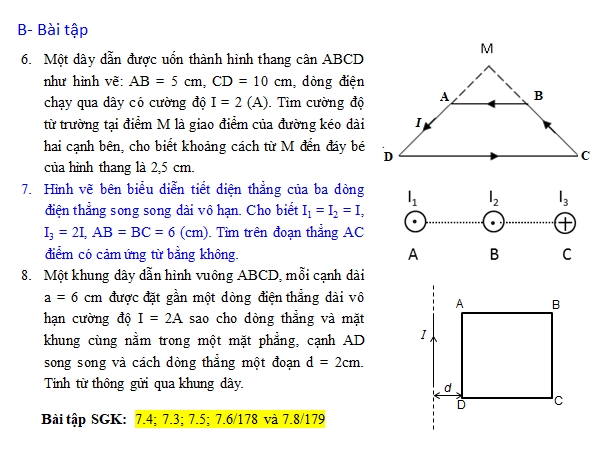 B- Bài tập
6. Một dây dẫn được uốn thành hình thang cân ABCD
như hình vẽ: AB = 5 cm, CD = 10 cm, dòng điện
chạy qua dây có cường độ I = 2 (A). Tìm cường độ
từ trường tại điểm M là giao điểm của đường kéo dài
hai cạnh bên, cho biết khoảng cách từ M đến đáy bé
của hình thang là 2,5 cm.
M
A
B
I
D
C
7. Hình vẽ bên biểu diễn tiết diện thẳng của ba dòng
điện thẳng song song dài vô hạn. Cho biết I₁ = I₂ = I,
I₃ = 2I, AB = BC = 6 (cm). Tìm trên đoạn thẳng AC
điểm có cảm ứng từ bằng không.
I₁ I₂ I₃
A B C
8. Một khung dây dẫn hình vuông ABCD, mỗi cạnh dài
a = 6 cm được đặt gần một dòng điện thẳng dài vô
hạn cường độ I = 2A sao cho dòng thẳng và mặt
khung cùng nằm trong một mặt phẳng, cạnh AD
song song và cách dòng thẳng một đoạn d = 2cm.
Tính từ thông gửi qua khung dây.
A B
I
d
D C
Bài tập SGK: 7.4; 7.3; 7.5; 7.6/178 và 7.8/179